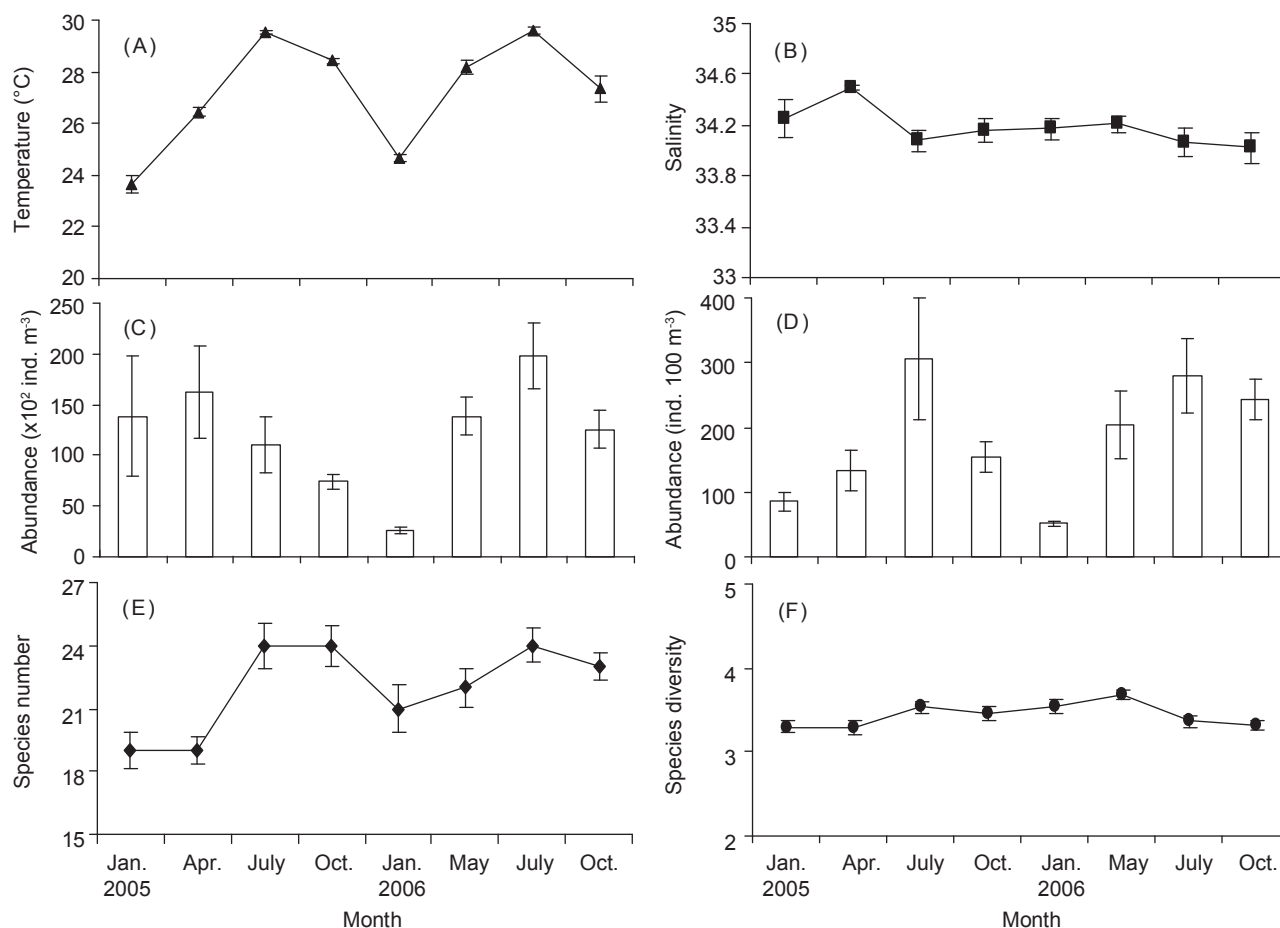 Temperature (°C)
(A)
30
28
26
24
22
20
Salinity
(B)
35
34.6
34.2
33.8
33.4
33
Abundance (x10² ind. m⁻³)
(C)
250
200
150
100
50
0
Abundance (ind. 100 m⁻³)
(D)
400
300
200
100
0
Species number
(E)
27
24
21
18
15
Jan. Apr. July Oct. Jan. May July Oct.
2005 2006
Month
Species diversity
(F)
5
4
3
2
Jan. Apr. July Oct. Jan. May July Oct.
2005 2006
Month